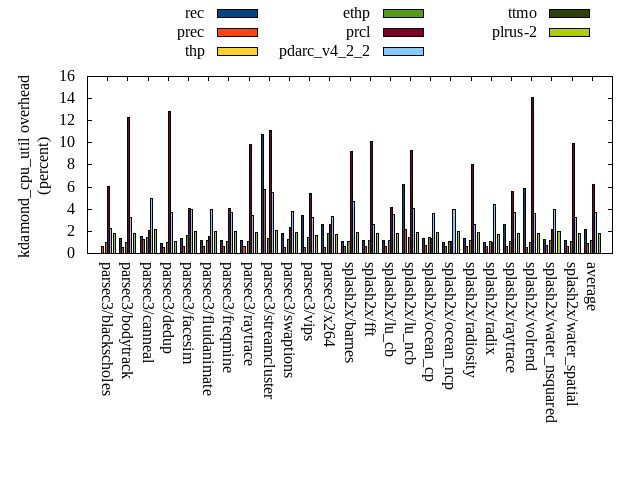 rec
prec
thp
ethp
prcl
pdarc_v4_2_2
ttmo
plrus-2
kdamond_cpu_util overhead
(percent)
16
14
12
10
8
6
4
2
0
parsec3/blackscholes
parsec3/bodytrack
parsec3/canneal
parsec3/dedup
parsec3/facesim
parsec3/fluidanimate
parsec3/freqmine
parsec3/raytrace
parsec3/streamcluster
parsec3/swaptions
parsec3/vips
parsec3/x264
splash2x/barnes
splash2x/fft
splash2x/lu_cb
splash2x/lu_ncb
splash2x/ocean_cp
splash2x/ocean_ncp
splash2x/radiosity
splash2x/radix
splash2x/raytrace
splash2x/volrend
splash2x/water_nsquared
splash2x/water_spatial
average